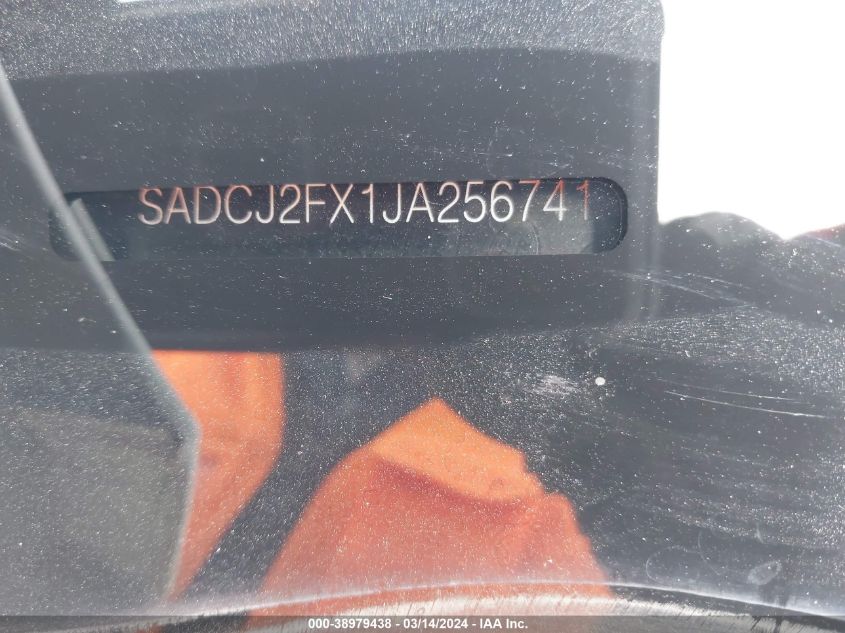 SADCJ2FX1JA256741
000-38979438 - 03/14/2024 - IAA Inc.